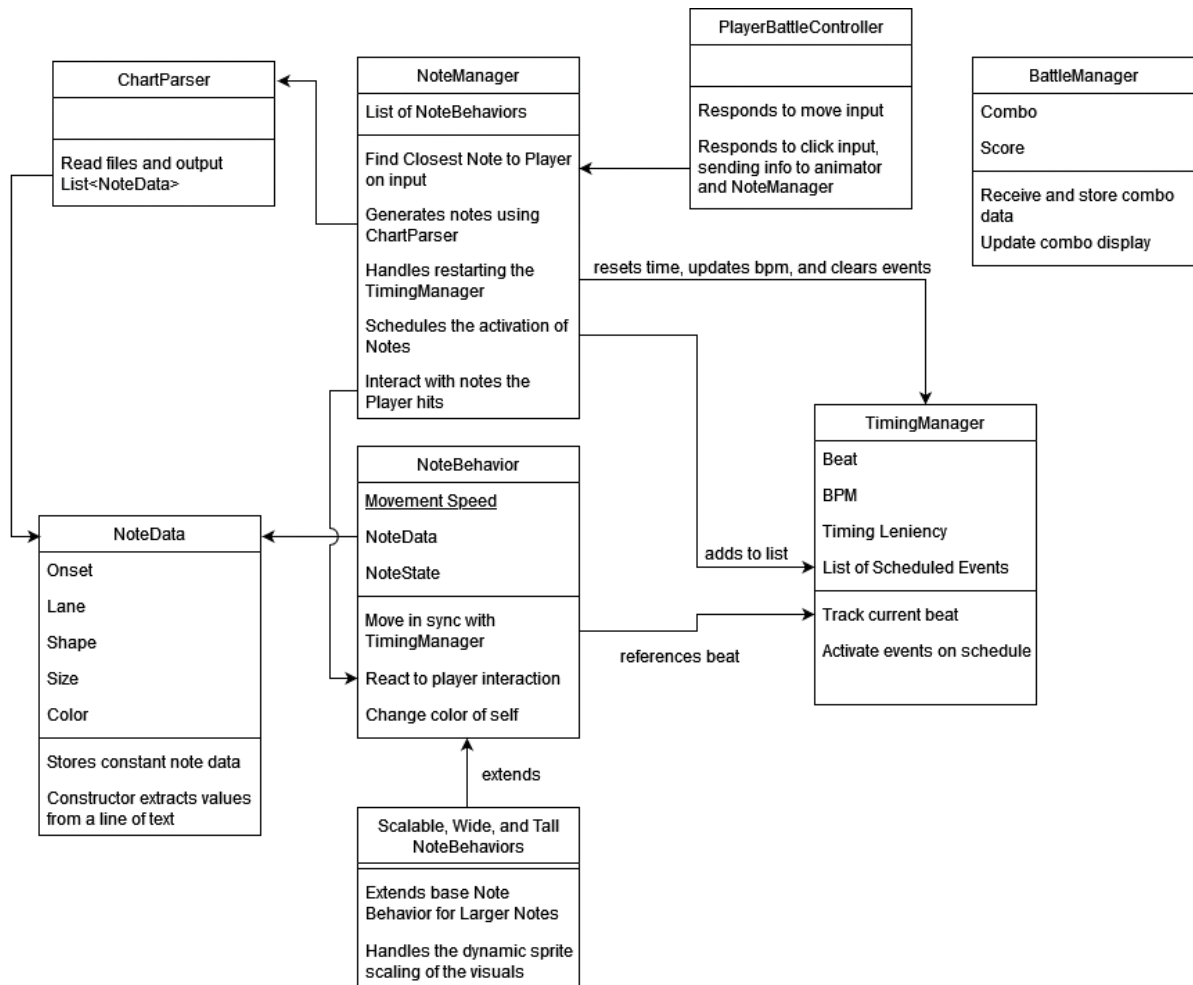 PlayerBattleController
Responds to move input
Responds to click input,
sending info to animator
and NoteManager
ChartParser
Read files and output
List<NoteData>
NoteManager
List of NoteBehaviors
Find Closest Note to Player
on input
Generates notes using
ChartParser
Handles restarting the
TimingManager
Schedules the activation of
Notes
Interact with notes the
Player hits
BattleManager
Combo
Score
Receive and store combo
data
Update combo display
resets time, updates bpm, and clears events
adds to list
references beat
TimingManager
Beat
BPM
Timing Leniency
List of Scheduled Events
Track current beat
Activate events on schedule
NoteBehavior
Movement Speed
NoteData
NoteState
Move in sync with
TimingManager
React to player interaction
Change color of self
NoteData
Onset
Lane
Shape
Size
Color
Stores constant note data
Constructor extracts values
from a line of text
extends
Scalable, Wide, and Tall
NoteBehaviors
Extends base Note
Behavior for Larger Notes
Handles the dynamic sprite
scaling of the visuals